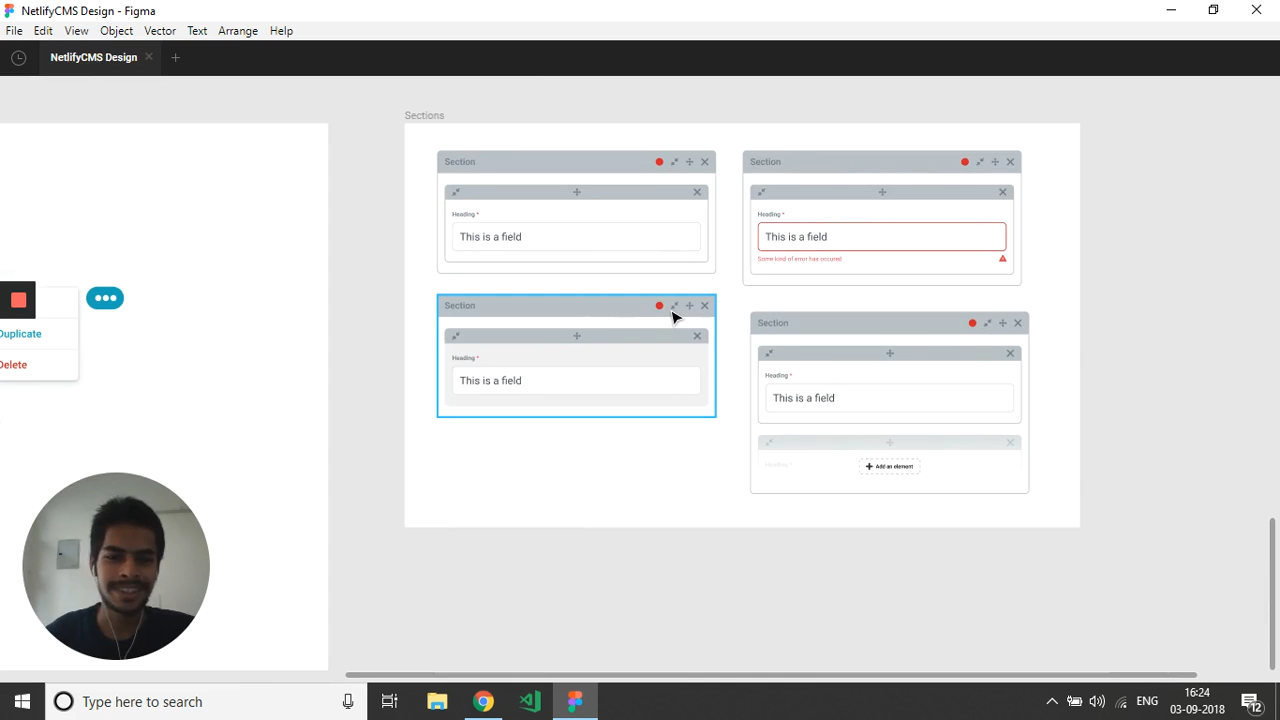 NetlifyCMS Design - Figma
File Edit View Object Vector Text Arrange Help
NetlifyCMS Design
Sections
Section
Heading *
This is a field
Section
Heading *
This is a field
Some kind of error has occured
Section
Heading *
This is a field
Section
Heading *
This is a field
Heading *
Add an element
Duplicate
Delete
Type here to search
ENG
16:24
03-09-2018
12